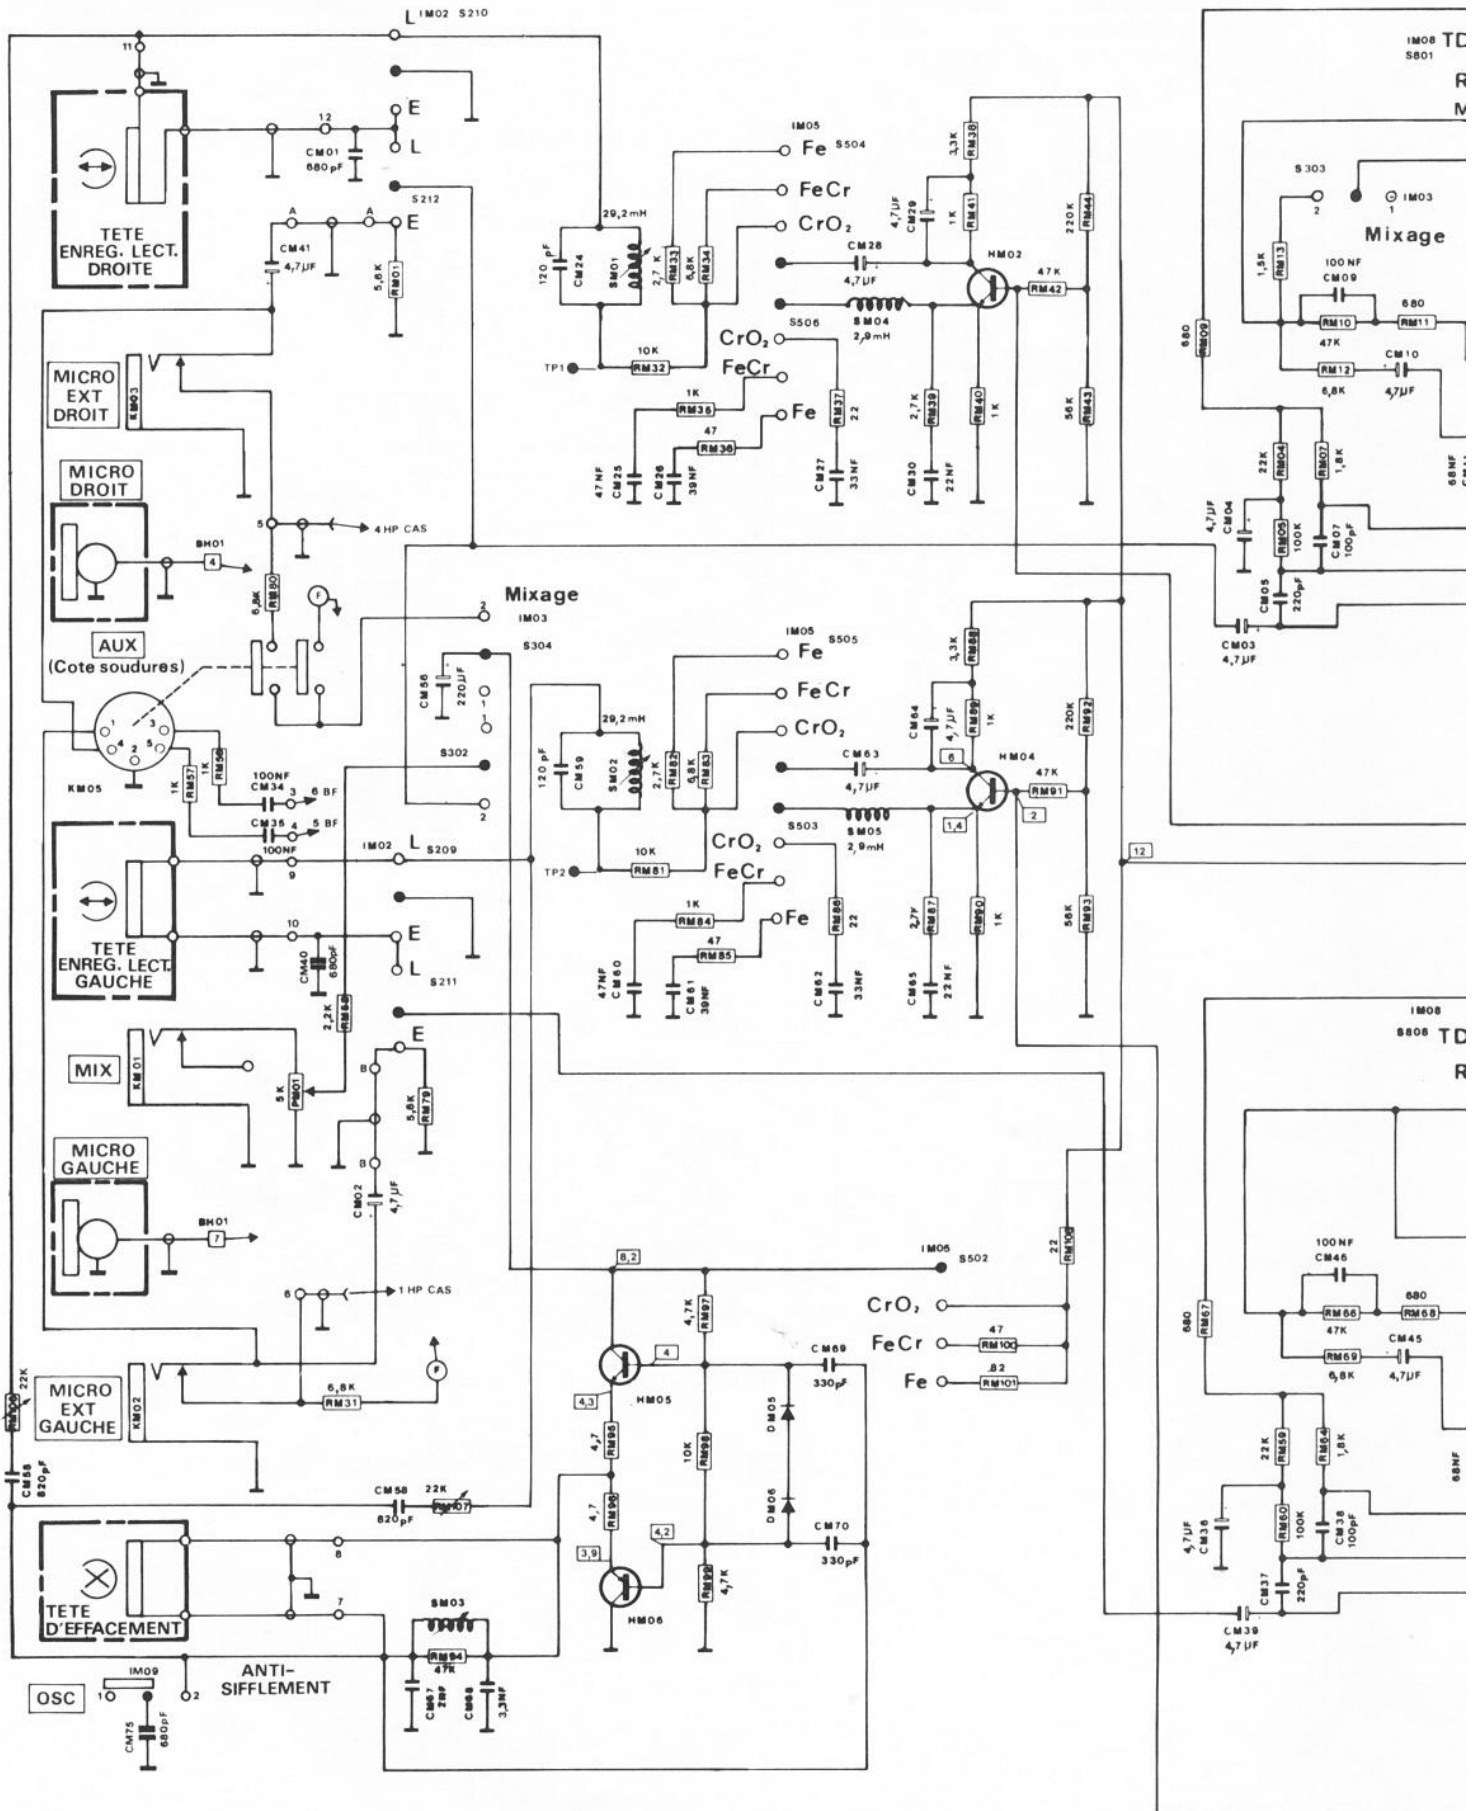 L IM02 S210
11
E
12
L
CM01
680pF
S212
A A E
CM41
4,7µF
5,6K
RM01
TETE
ENREG. LECT.
DROITE
IM05
Fe S504
FeCr
CrO₂
29,2mH
120 pF
CM24
SM01
2,7 K
RM33
6,8K
RM34
3,3K
RM38
4,7µF
CM29
1K
RM41
CM28
4,7µF
HM02
220K
RM44
47K
RM42
S506
SM04
2,9mH
CrO₂
FeCr
Fe
10K
RM32
TP1
1K
RM35
47
RM36
47NF
CM25
CM26
39NF
RM37
22
CM27
33NF
2,7K
RM39
CM30
22NF
RM40
1K
56K
RM43
IM08 TD
S801
R
M
S303
2
1
IM03
Mixage
1,5K
RM13
100NF
CM09
RM10
47K
680
RM11
680
RM09
RM12
6,8K
CM10
4,7µF
22K
RM04
RM07
1,8K
68NF
4,7µF
CM04
RM05
100K
CM07
100pF
CM05
220pF
CM03
4,7µF
MICRO
EXT
DROIT
KM03
MICRO
DROIT
BH01
4
5
4 HP CAS
6,8K
RM80
F
AUX
(Cote soudures)
1
3
4
2
5
KM05
1K
RM57
1K
RM56
100NF
CM34
3
6 BF
CM35
4
5 BF
100NF
Mixage
2
IM03
S304
CM56
220µF
1
1
S302
2
IM05
S505
Fe
FeCr
CrO₂
29,2mH
120 pF
CM59
SM02
2,7K
RM82
6,8K
RM83
3,3K
RM88
CM64
4,7µF
RM89
1K
CM63
4,7µF
6
HM04
220K
RM92
47K
RM91
S503
SM05
2,9mH
1,4
2
CrO₂
FeCr
Fe
10K
RM81
TP2
1K
RM84
47
RM85
47NF
CM60
CM61
39NF
RM86
22
CM62
33NF
2,7F
RM87
CM65
22NF
RM90
1K
56K
RM93
12
IM02 L S209
9
10
E
L
S211
E
CM40
680pF
2,2K
TETE
ENREG. LECT.
GAUCHE
MIX
KM01
5K
PM01
B
5,6K
RM79
B
CM02
4,7µF
MICRO
GAUCHE
BH01
7
6
1 HP CAS
F
MICRO
EXT
GAUCHE
KM02
6,8K
RM31
22K
CM55
820pF
CM58
820pF
22K
RM107
8,2
4,7K
RM97
IM05
S502
CrO₂
FeCr
Fe
47
RM100
82
RM101
22
4
HM05
4,3
4,7
RM95
4,7
RM96
3,9
4,2
HM06
10K
RM98
DM05
DM06
CM69
330pF
CM70
330pF
RM99
4,7K
TETE
D'EFFACEMENT
8
7
SM03
RM94
47K
CM67
CM68
3,3NF
ANTI-
SIFFLEMENT
IM09
OSC
1
2
CM75
680pF
IM08
S808 TD
R
100NF
CM46
RM66
47K
680
RM68
680
RM67
RM69
6,8K
CM45
4,7µF
22K
RM59
RM64
1,8K
68NF
4,7µF
CM36
RM60
100K
CM38
100pF
CM37
220pF
CM39
4,7µF